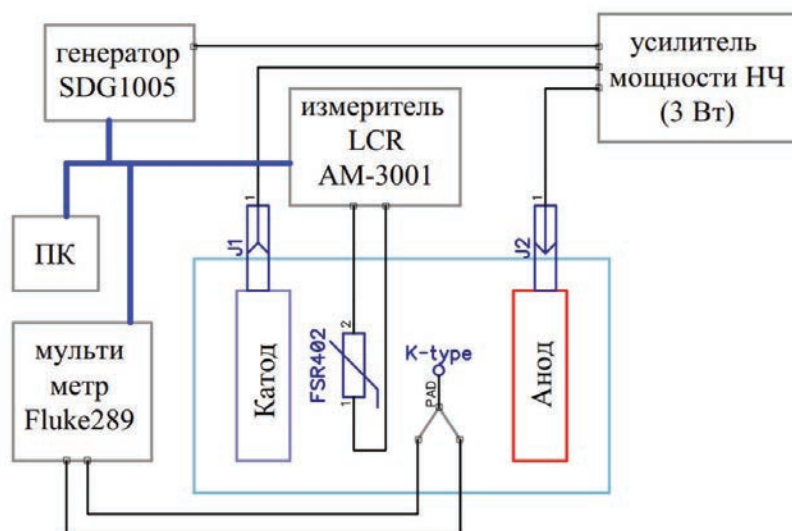 генератор
SDG1005
усилитель
мощности НЧ
(3 Вт)
измеритель
LCR
AM-3001
ПК
J1
1
J2
1
мульти
метр
Fluke289
Катод
FSR402
2
1
K-type
PAD
Анод